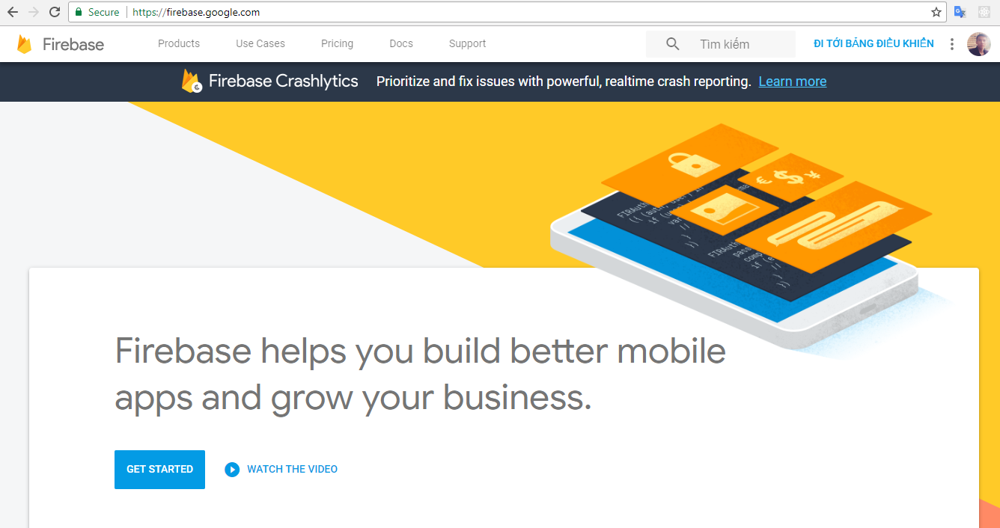 Secure https://firebase.google.com
Firebase Products Use Cases Pricing Docs Support Tìm kiếm ĐI TỚI BẢNG ĐIỀU KHIỂN
Firebase Crashlytics Prioritize and fix issues with powerful, realtime crash reporting. Learn more
Firebase helps you build better mobile
apps and grow your business.
GET STARTED WATCH THE VIDEO